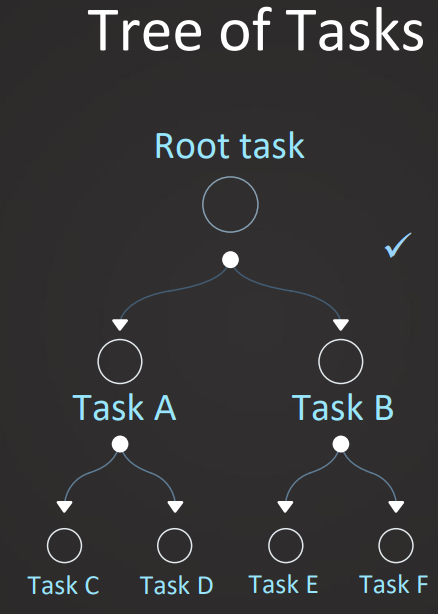 Tree of Tasks
Root task
Task A
Task B
Task C
Task D
Task E
Task F